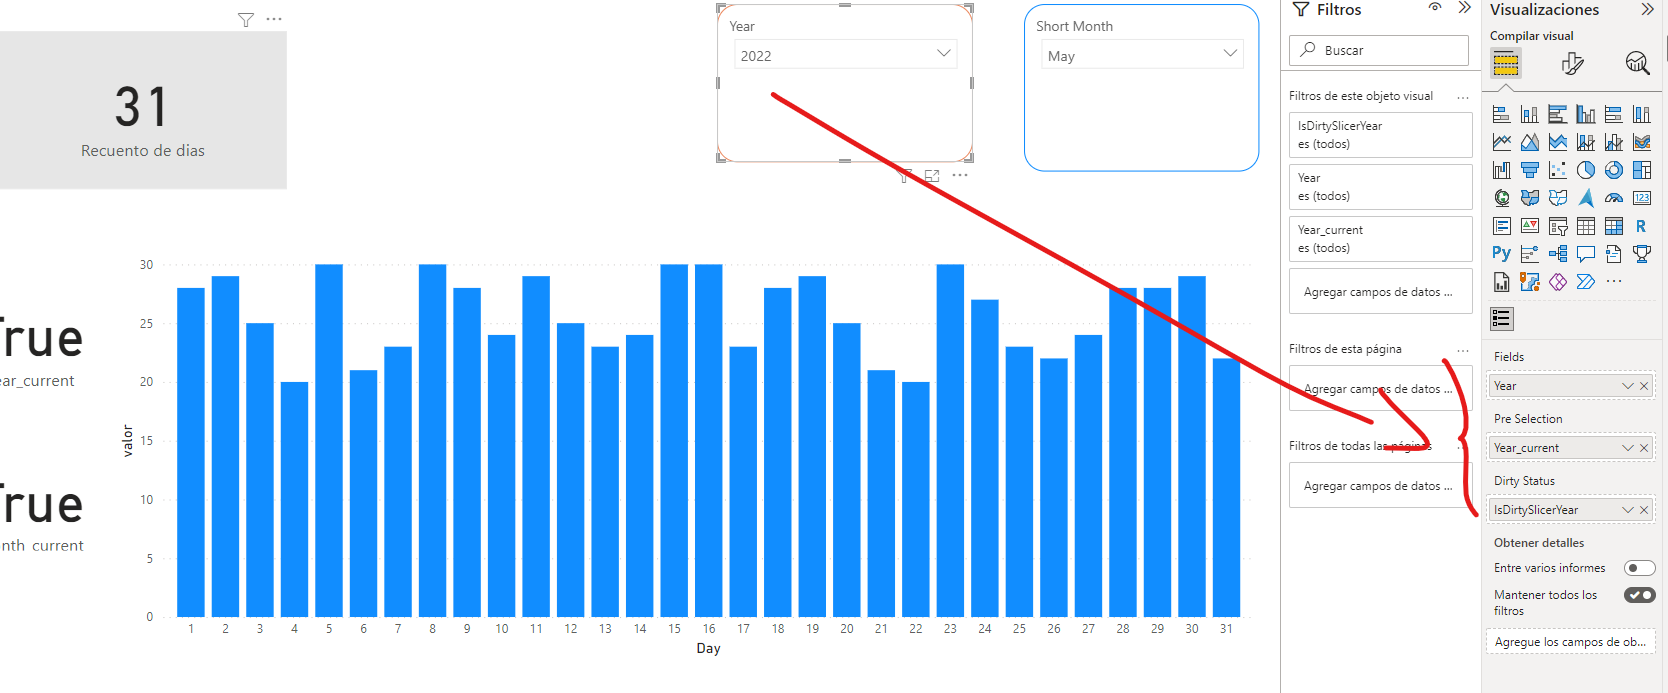 31
Recuento de dias
Year
2022
Short Month
May
True
ear_current
True
nth current
valor
30
25
20
15
10
5
0
1 2 3 4 5 6 7 8 9 10 11 12 13 14 15 16 17 18 19 20 21 22 23 24 25 26 27 28 29 30 31
Day
Filtros
Buscar
Filtros de este objeto visual
IsDirtySlicerYear
es (todos)
Year
es (todos)
Year_current
es (todos)
Agregar campos de datos ...
Filtros de esta página
Agregar campos de datos ...
Filtros de todas las páginas
Agregar campos de datos ...
Visualizaciones
Compilar visual
123
R
Py
Fields
Year
Pre Selection
Year_current
Dirty Status
IsDirtySlicerYear
Obtener detalles
Entre varios informes
Mantener todos los
filtros
Agregue los campos de ob...